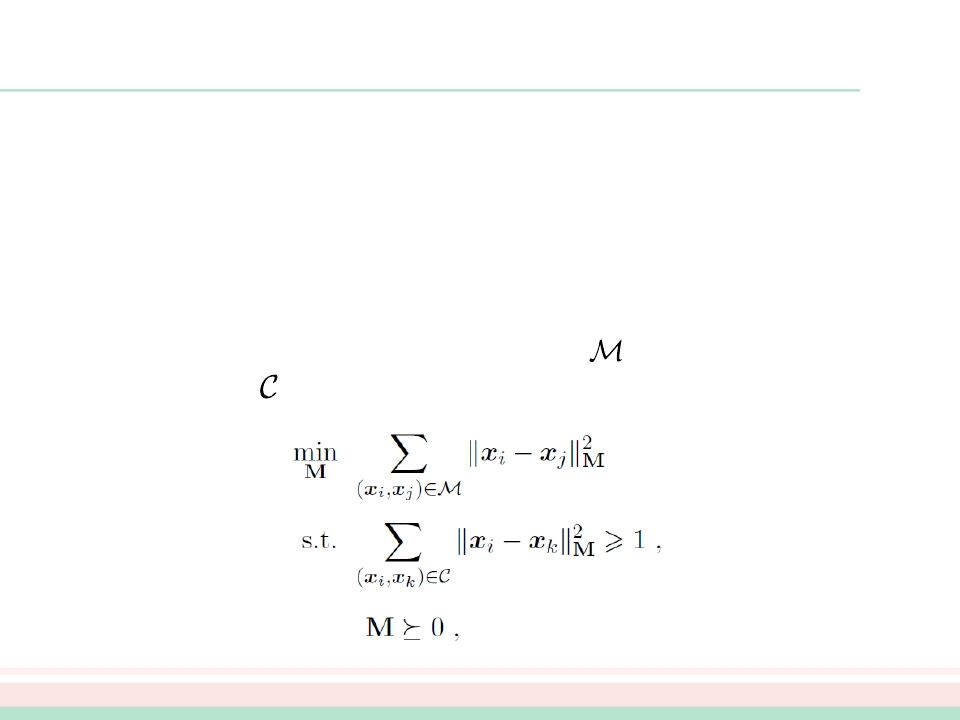 ℳ
𝒞
min_M ∑_{(x_i,x_j)∈ℳ} ‖x_i − x_j‖²_M
s.t. ∑_{(x_i,x_k)∈𝒞} ‖x_i − x_k‖²_M ⩾ 1 ,
M ⪰ 0 ,